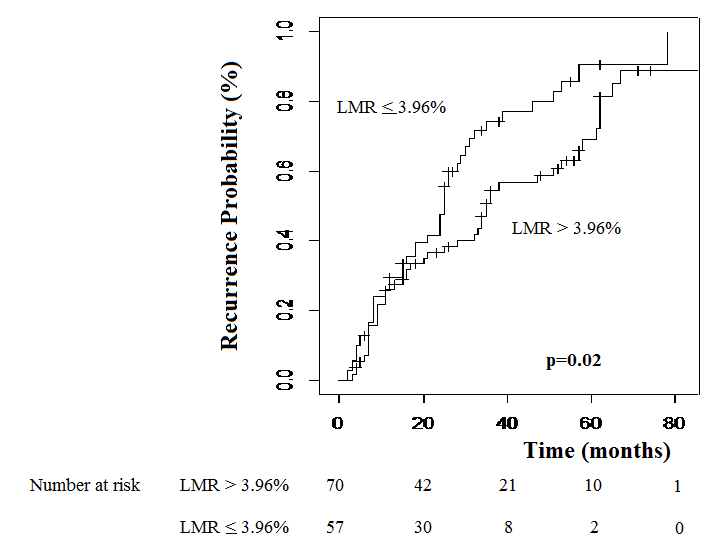 1.0
0.8
0.6
0.4
0.2
0.0
Recurrence Probability (%)
LMR ≤ 3.96%
LMR > 3.96%
p=0.02
0 20 40 60 80
Time (months)
Number at risk LMR > 3.96% 70 42 21 10 1
LMR ≤ 3.96% 57 30 8 2 0